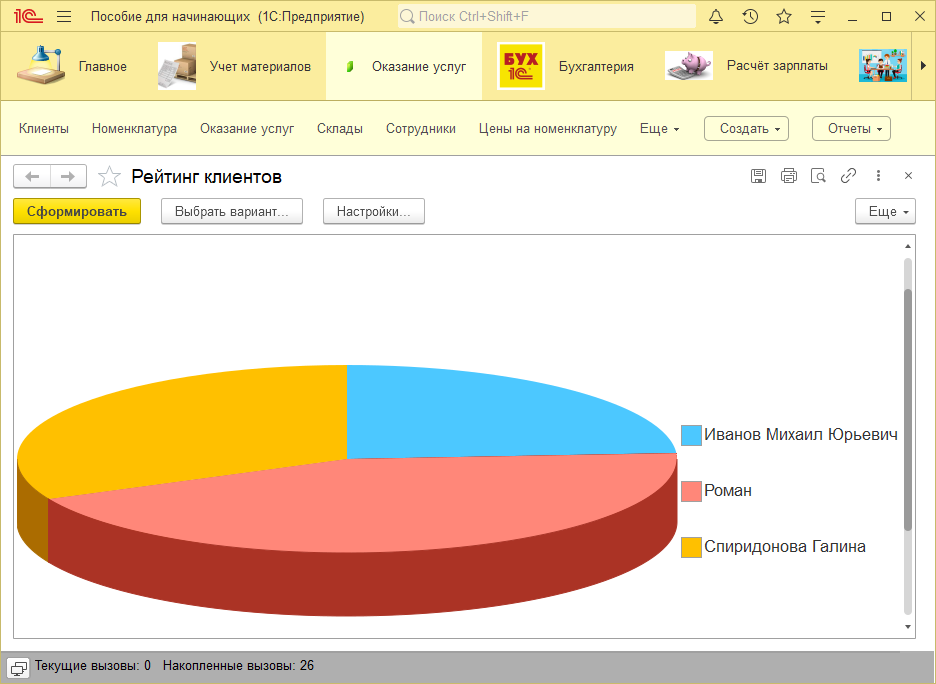 1С Пособие для начинающих (1С:Предприятие) Поиск Ctrl+Shift+F
Главное Учет материалов Оказание услуг БУХ 1С Бухгалтерия Расчёт зарплаты
Клиенты Номенклатура Оказание услуг Склады Сотрудники Цены на номенклатуру Еще Создать Отчеты
Рейтинг клиентов
Сформировать Выбрать вариант... Настройки... Еще
Иванов Михаил Юрьевич
Роман
Спиридонова Галина
Текущие вызовы: 0 Накопленные вызовы: 26